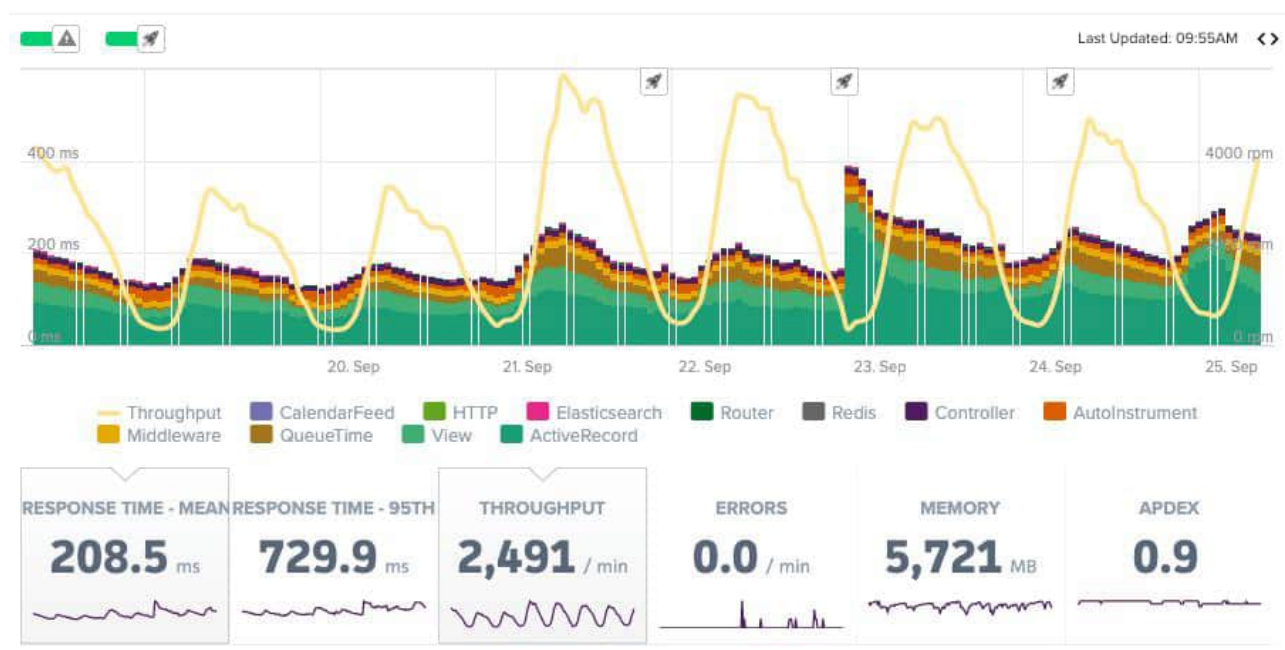 Last Updated: 09:55AM
400 ms
4000 rpm
200 ms
0 ms
0 rpm
20. Sep 21. Sep 22. Sep 23. Sep 24. Sep 25. Sep
Throughput CalendarFeed HTTP Elasticsearch Router Redis Controller AutoInstrument
Middleware QueueTime View ActiveRecord
RESPONSE TIME - MEAN RESPONSE TIME - 95TH THROUGHPUT ERRORS MEMORY APDEX
208.5 ms 729.9 ms 2,491 / min 0.0 / min 5,721 MB 0.9